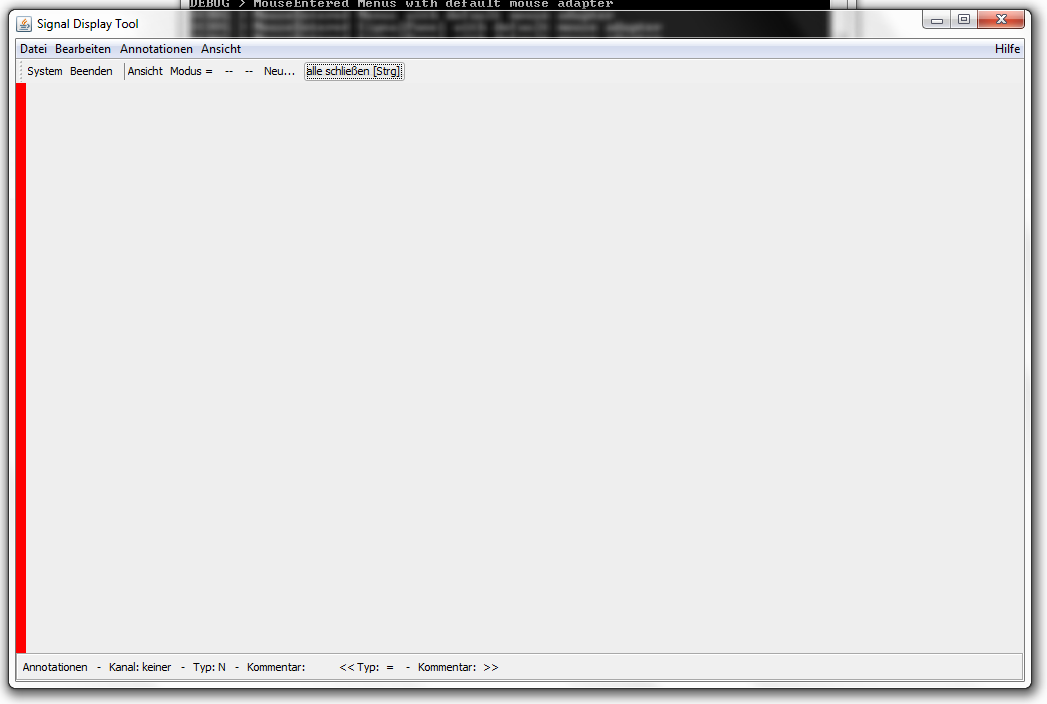 DEBUG > MouseEntered Menus with default mouse adapter
Signal Display Tool
Datei Bearbeiten Annotationen Ansicht Hilfe
System Beenden Ansicht Modus = -- -- Neu... alle schließen [Strg]
Annotationen - Kanal: keiner - Typ: N - Kommentar: << Typ: = - Kommentar: >>